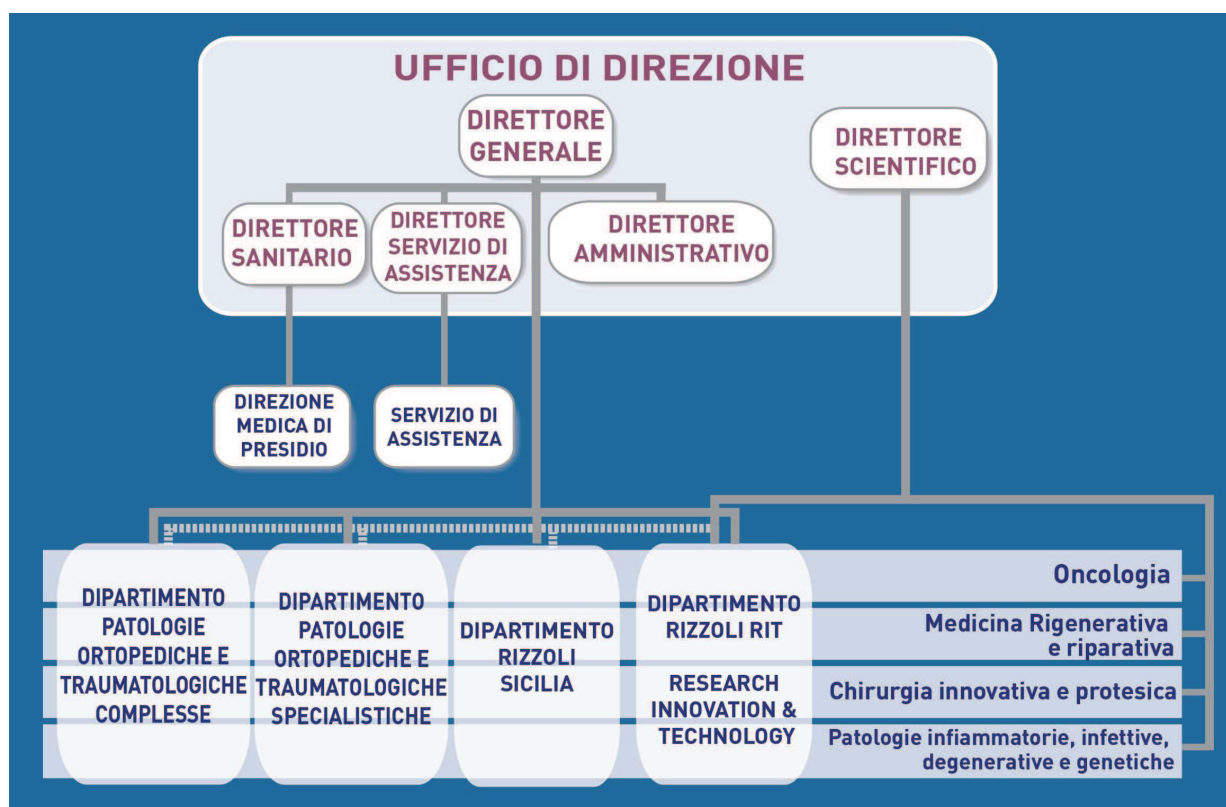 UFFICIO DI DIREZIONE
DIRETTORE
GENERALE
DIRETTORE
SCIENTIFICO
DIRETTORE
SANITARIO
DIRETTORE
SERVIZIO DI
ASSISTENZA
DIRETTORE
AMMINISTRATIVO
DIREZIONE
MEDICA DI
PRESIDIO
SERVIZIO DI
ASSISTENZA
DIPARTIMENTO
PATOLOGIE
ORTOPEDICHE E
TRAUMATOLOGICHE
COMPLESSE
DIPARTIMENTO
PATOLOGIE
ORTOPEDICHE E
TRAUMATOLOGICHE
SPECIALISTICHE
DIPARTIMENTO
RIZZOLI
SICILIA
DIPARTIMENTO
RIZZOLI RIT
RESEARCH
INNOVATION &
TECHNOLOGY
Oncologia
Medicina Rigenerativa
e riparativa
Chirurgia innovativa e protesica
Patologie infiammatorie, infettive,
degenerative e genetiche